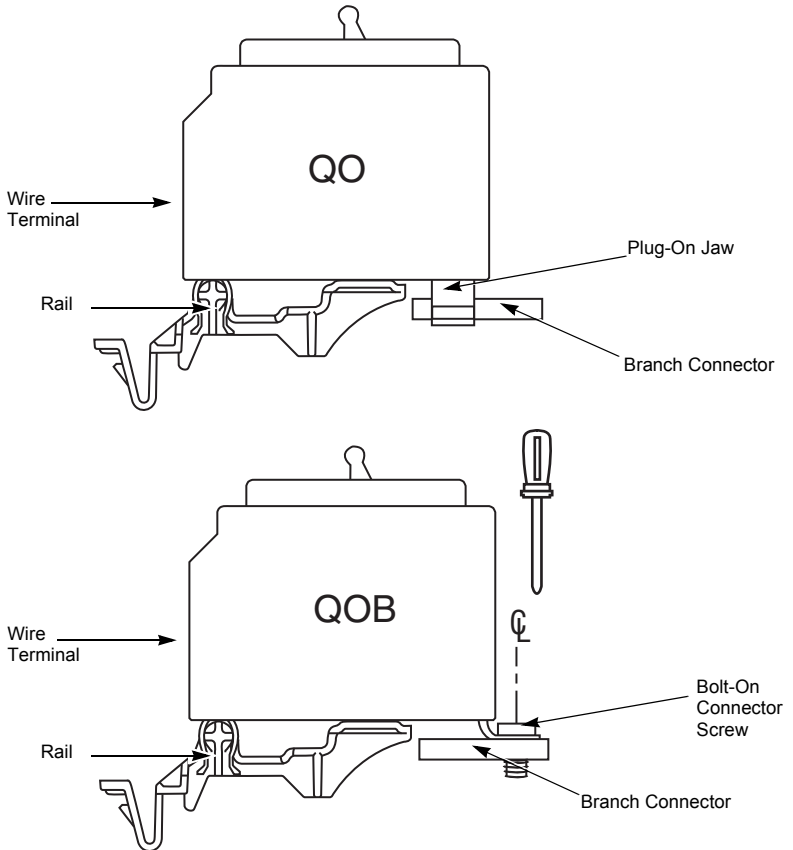 QO
Wire
Terminal
Plug-On Jaw
Rail
Branch Connector
QOB
℄
Wire
Terminal
Bolt-On
Connector
Screw
Rail
Branch Connector